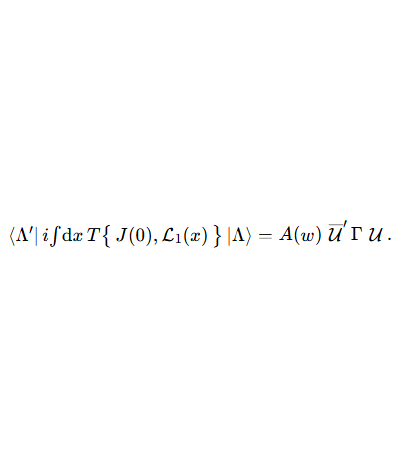 ⟨Λ′| i∫dx T{ J(0), ℒ₁(x) } |Λ⟩ = A(w) 𝒰̅′ Γ 𝒰 .